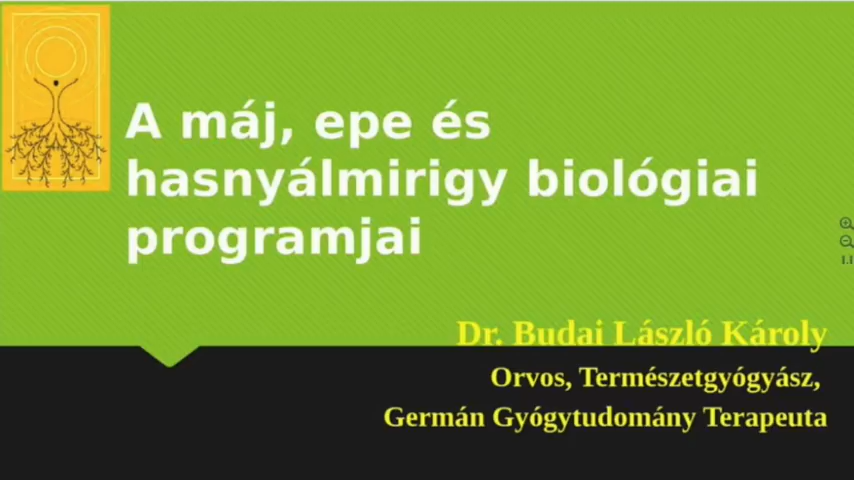 A máj, epe és
hasnyálmirigy biológiai
programjai
Dr. Budai László Károly
Orvos, Természetgyógyász,
Germán Gyógytudomány Terapeuta